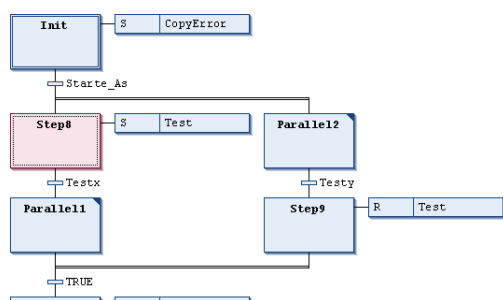 Init S CopyError
Starte_As
Step8 S Test Parallel2
Testx Testy
Parallel1 Step9 R Test
TRUE